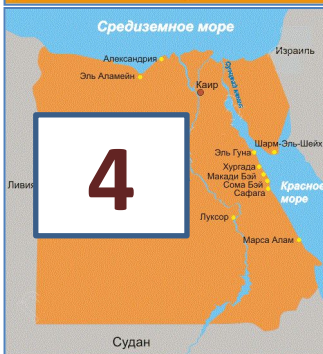 Средиземное море
Израиль
Александрия
Эль Аламейн
Каир
Суэцкий канал
Шарм-Эль-Шейх
Эль Гуна
Хургада
Макади Бэй
Сома Бэй
Сафага
Красное
море
Ливия
4
Луксор
Марса Алам
Судан